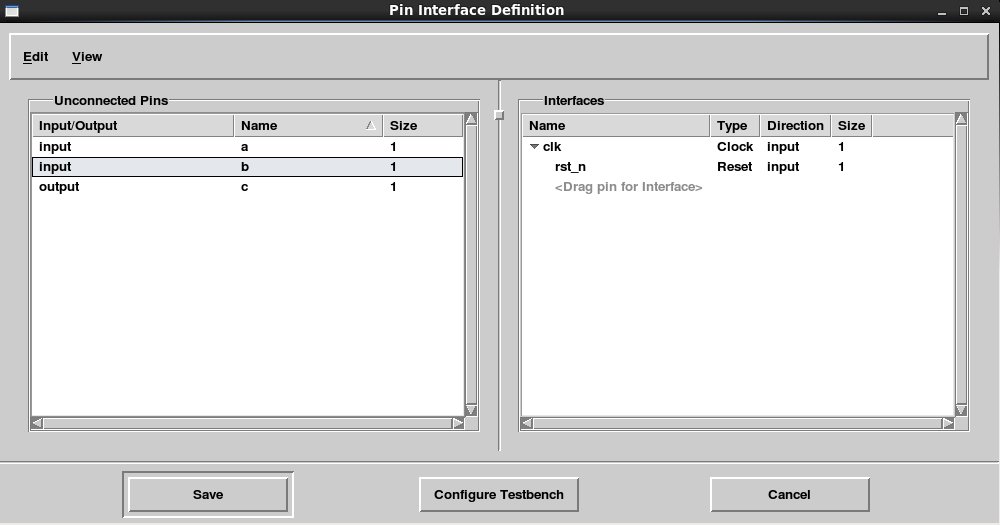 Pin Interface Definition
Edit View
Unconnected Pins
Input/Output Name Size
input a 1
input b 1
output c 1
Interfaces
Name Type Direction Size
clk Clock input 1
rst_n Reset input 1
<Drag pin for Interface>
Save Configure Testbench Cancel